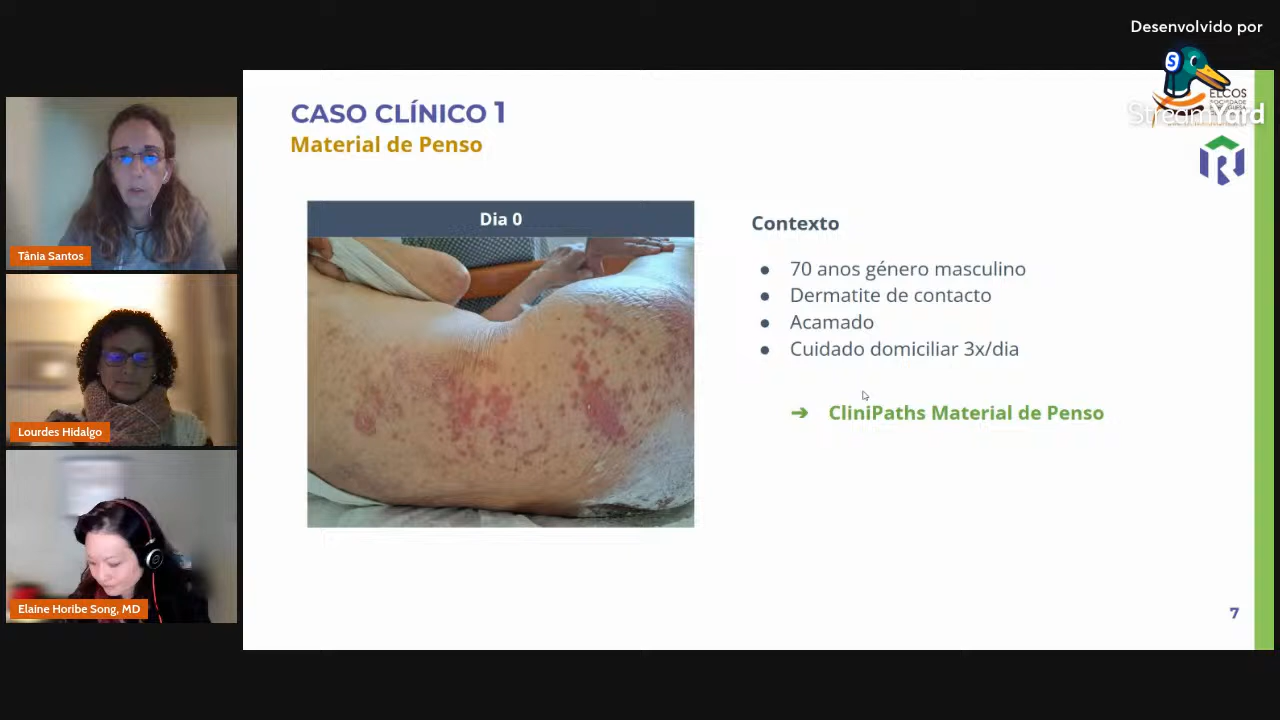 Desenvolvido por
StreamYard
ELCOS
CASO CLÍNICO 1
Material de Penso
Dia 0
Contexto
● 70 anos género masculino
● Dermatite de contacto
● Acamado
● Cuidado domiciliar 3x/dia
➔ CliniPaths Material de Penso
7
Tânia Santos
Lourdes Hidalgo
Elaine Horibe Song, MD